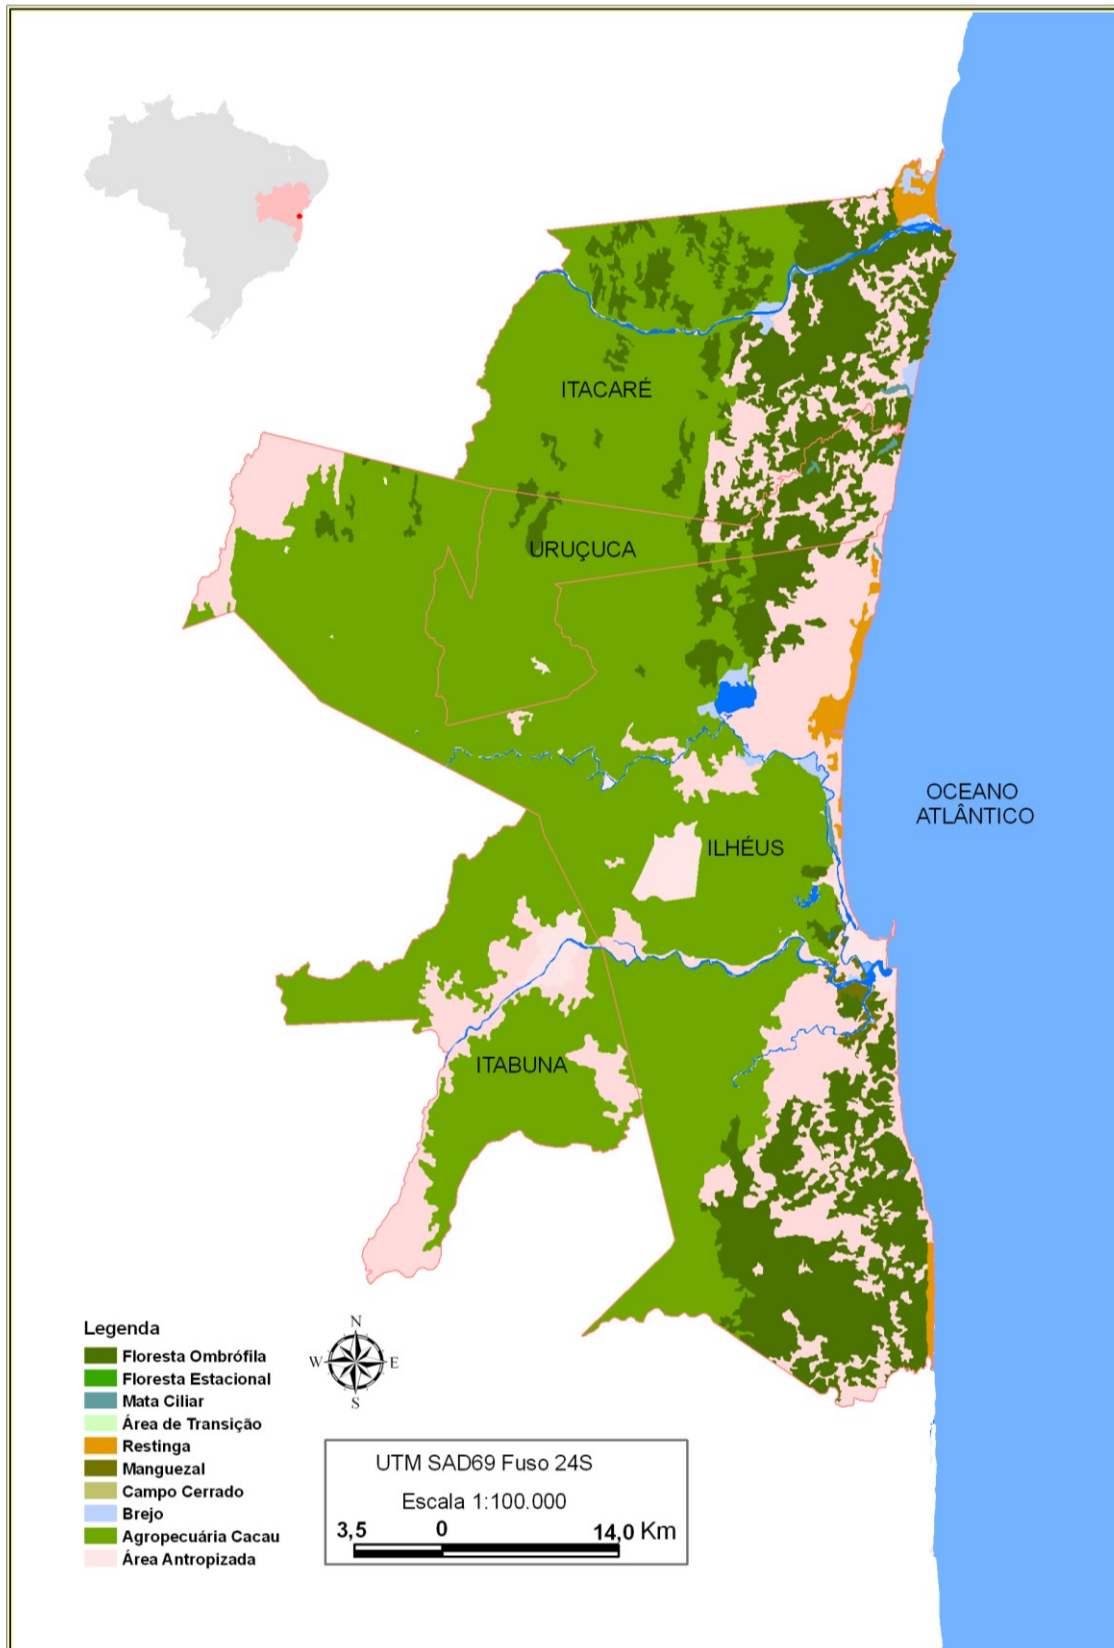 ITACARÉ
URUÇUCA
OCEANO
ATLÂNTICO
ILHÉUS
ITABUNA
Legenda
Floresta Ombrófila
Floresta Estacional
Mata Ciliar
Área de Transição
Restinga
Manguezal
Campo Cerrado
Brejo
Agropecuária Cacau
Área Antropizada
N
W E
S
UTM SAD69 Fuso 24S
Escala 1:100.000
3,5 0 14,0 Km